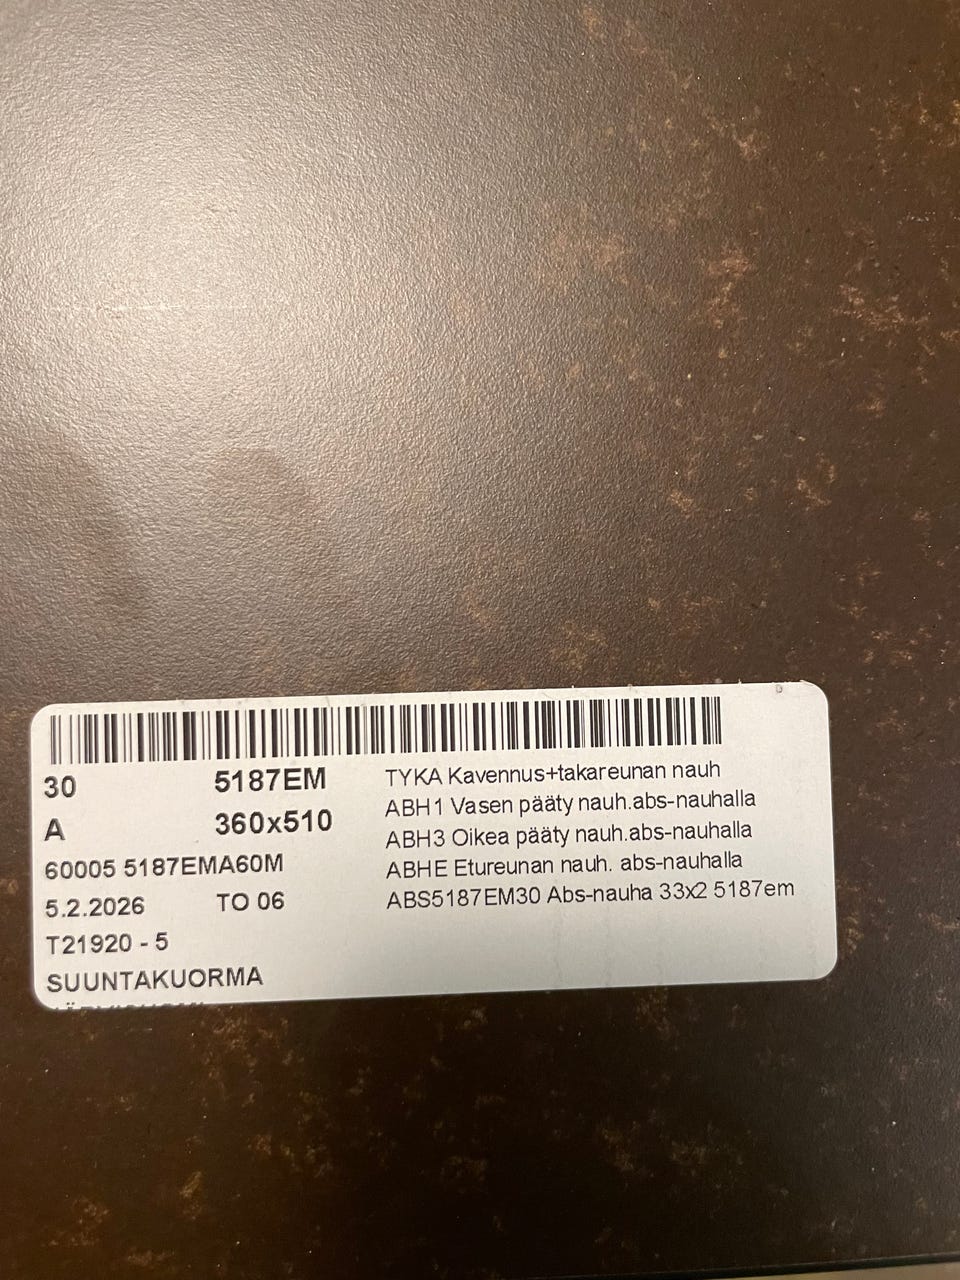 30 5187EM
A 360x510
60005 5187EMA60M
5.2.2026 TO 06
T21920 - 5
SUUNTAKUORMA
TYKA Kavennus+takareunan nauh
ABH1 Vasen pääty nauh.abs-nauhalla
ABH3 Oikea pääty nauh.abs-nauhalla
ABHE Etureunan nauh. abs-nauhalla
ABS5187EM30 Abs-nauha 33x2 5187em